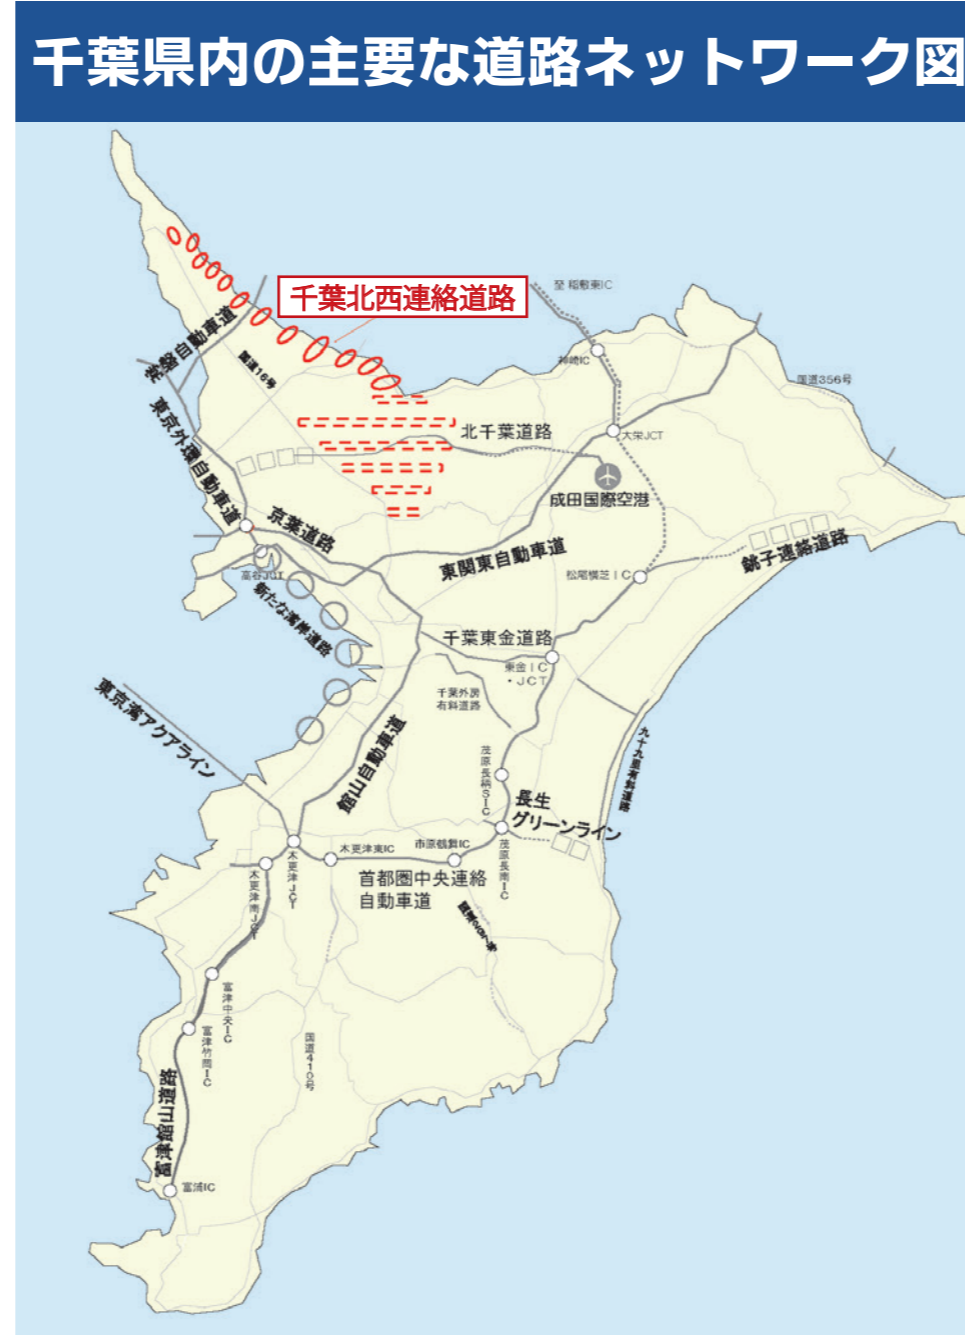 千葉県内の主要な道路ネットワーク図
至 稲敷東IC
千葉北西連絡道路
神崎IC
常磐自動車道
国道16号
国道356号
東京外環自動車道
北千葉道路
大栄JCT
成田国際空港
京葉道路
東関東自動車道
銚子連絡道路
高谷JCT
松尾横芝IC
新たな湾岸道路
千葉東金道路
東金IC
・JCT
千葉外房
有料道路
東京湾アクアライン
館山自動車道
九十九里有料道路
茂原長柄SIC
長生
グリーンライン
木更津JCT
木更津東IC
市原鶴舞IC
茂原長南IC
木更津南JCT
首都圏中央連絡
自動車道
富津中央IC
富津竹岡IC
国道410号
富津館山道路
富浦IC